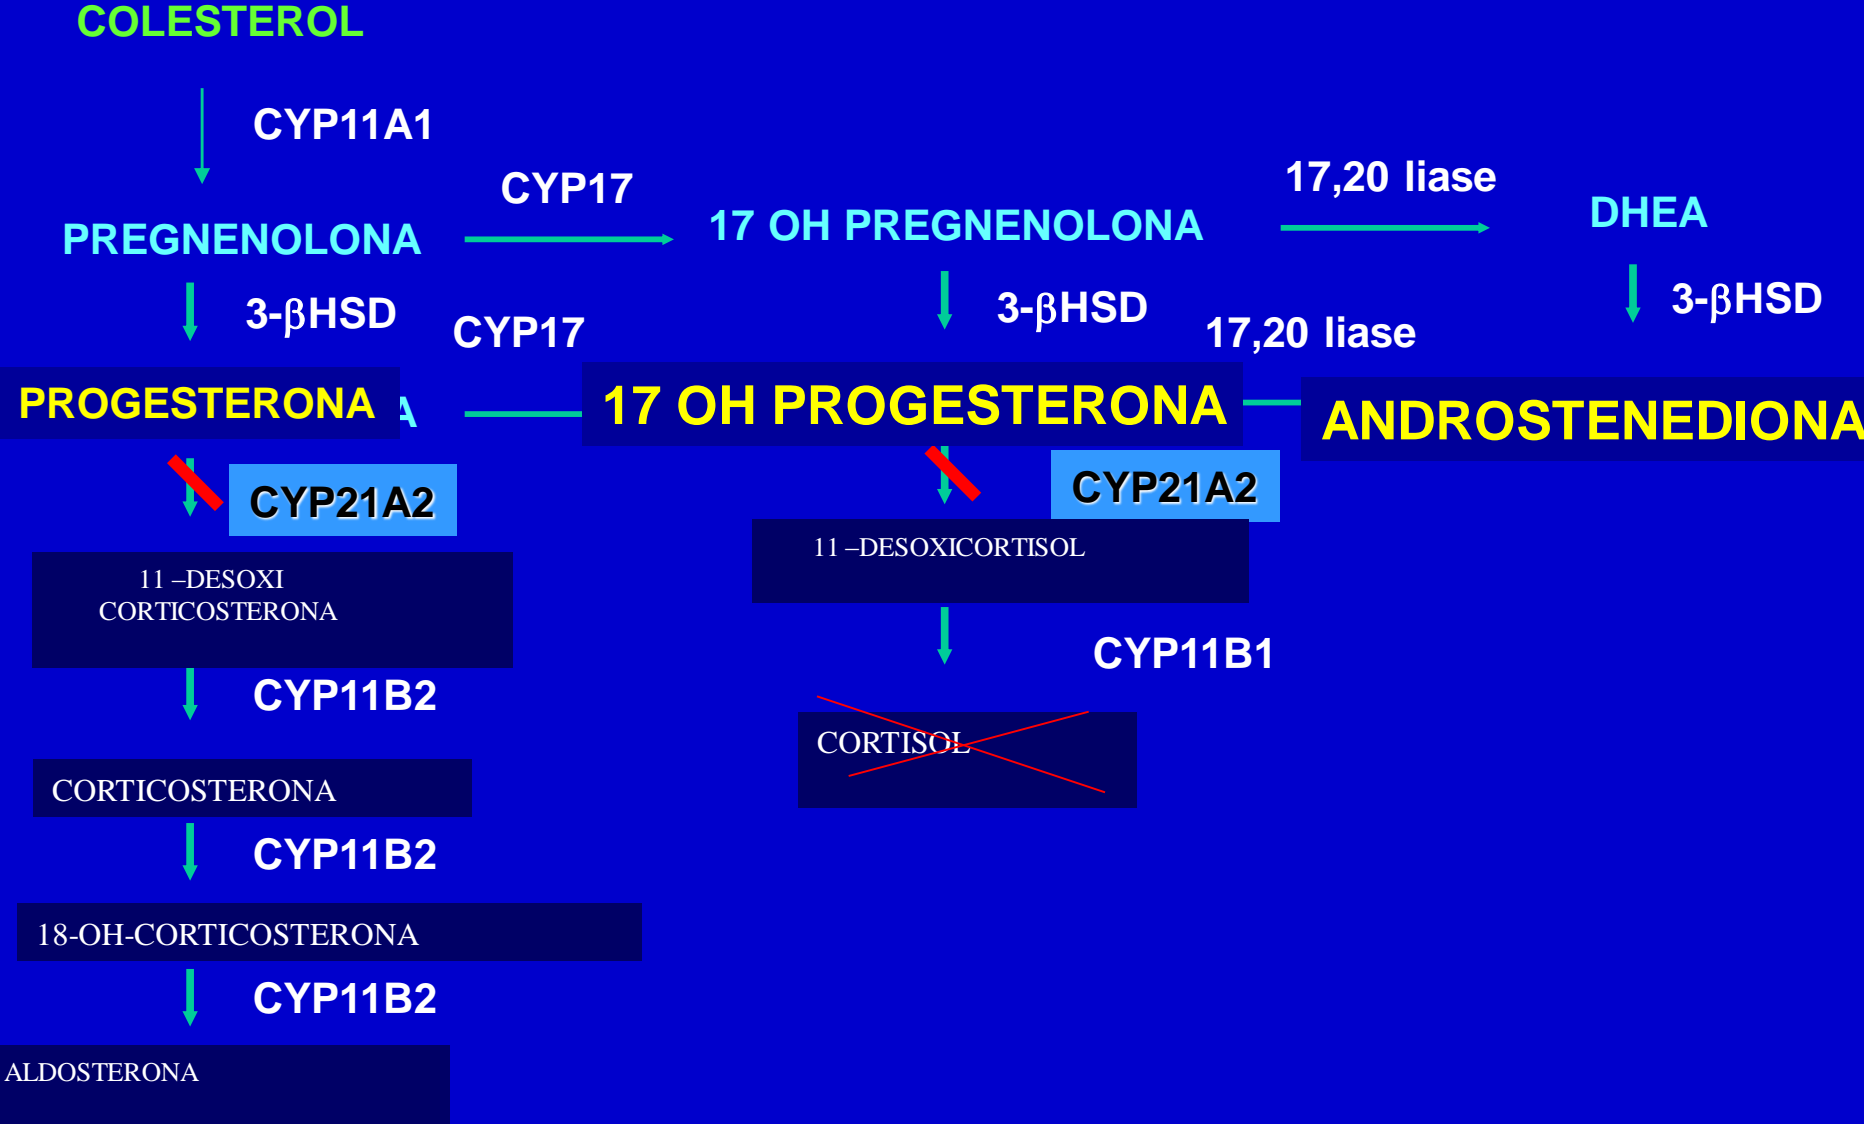 COLESTEROL
CYP11A1
CYP17
17,20 liase
PREGNENOLONA
17 OH PREGNENOLONA
DHEA
3-βHSD
3-βHSD
3-βHSD
CYP17
17,20 liase
PROGESTERONA
A
17 OH PROGESTERONA
ANDROSTENEDIONA
CYP21A2
CYP21A2
11 –DESOXI
CORTICOSTERONA
11 –DESOXICORTISOL
CYP11B2
CYP11B1
CORTICOSTERONA
CORTISOL
CYP11B2
18-OH-CORTICOSTERONA
CYP11B2
ALDOSTERONA